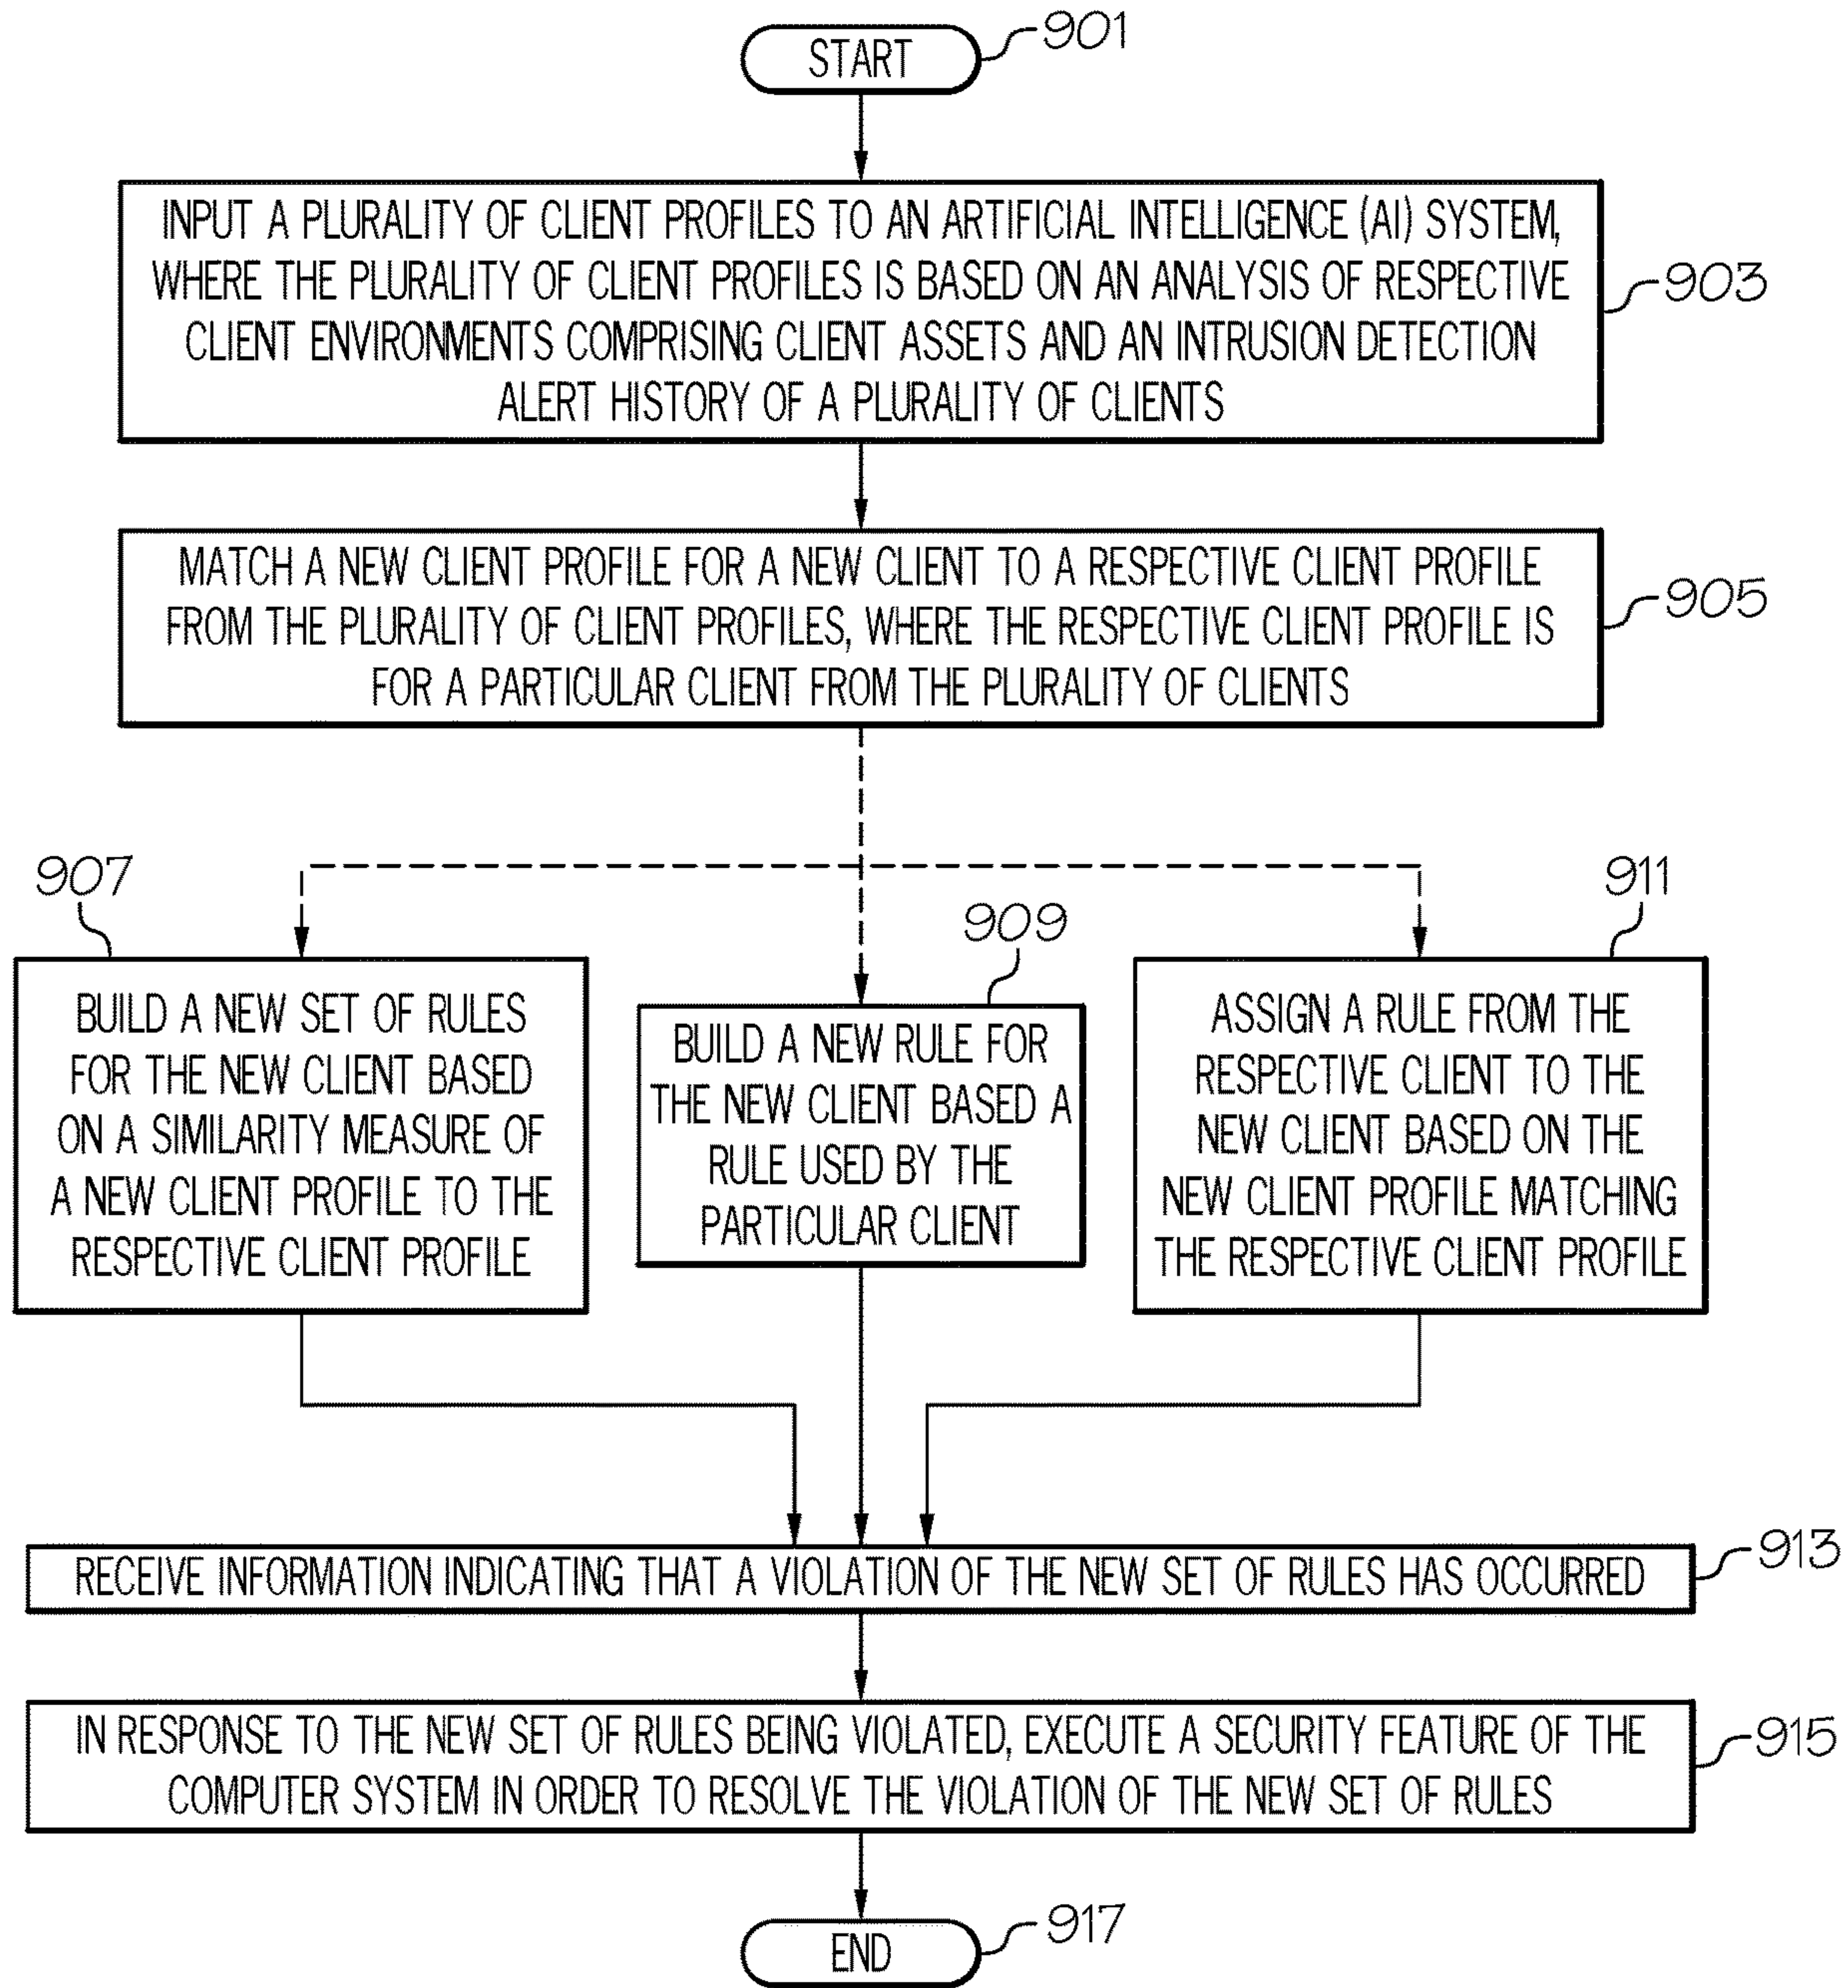 START
901
INPUT A PLURALITY OF CLIENT PROFILES TO AN ARTIFICIAL INTELLIGENCE (AI) SYSTEM,
WHERE THE PLURALITY OF CLIENT PROFILES IS BASED ON AN ANALYSIS OF RESPECTIVE
CLIENT ENVIRONMENTS COMPRISING CLIENT ASSETS AND AN INTRUSION DETECTION
ALERT HISTORY OF A PLURALITY OF CLIENTS
903
MATCH A NEW CLIENT PROFILE FOR A NEW CLIENT TO A RESPECTIVE CLIENT PROFILE
FROM THE PLURALITY OF CLIENT PROFILES, WHERE THE RESPECTIVE CLIENT PROFILE IS
FOR A PARTICULAR CLIENT FROM THE PLURALITY OF CLIENTS
905
907
BUILD A NEW SET OF RULES
FOR THE NEW CLIENT BASED
ON A SIMILARITY MEASURE OF
A NEW CLIENT PROFILE TO THE
RESPECTIVE CLIENT PROFILE
909
BUILD A NEW RULE FOR
THE NEW CLIENT BASED A
RULE USED BY THE
PARTICULAR CLIENT
911
ASSIGN A RULE FROM THE
RESPECTIVE CLIENT TO THE
NEW CLIENT BASED ON THE
NEW CLIENT PROFILE MATCHING
THE RESPECTIVE CLIENT PROFILE
RECEIVE INFORMATION INDICATING THAT A VIOLATION OF THE NEW SET OF RULES HAS OCCURRED
913
IN RESPONSE TO THE NEW SET OF RULES BEING VIOLATED, EXECUTE A SECURITY FEATURE OF THE
COMPUTER SYSTEM IN ORDER TO RESOLVE THE VIOLATION OF THE NEW SET OF RULES
915
END
917